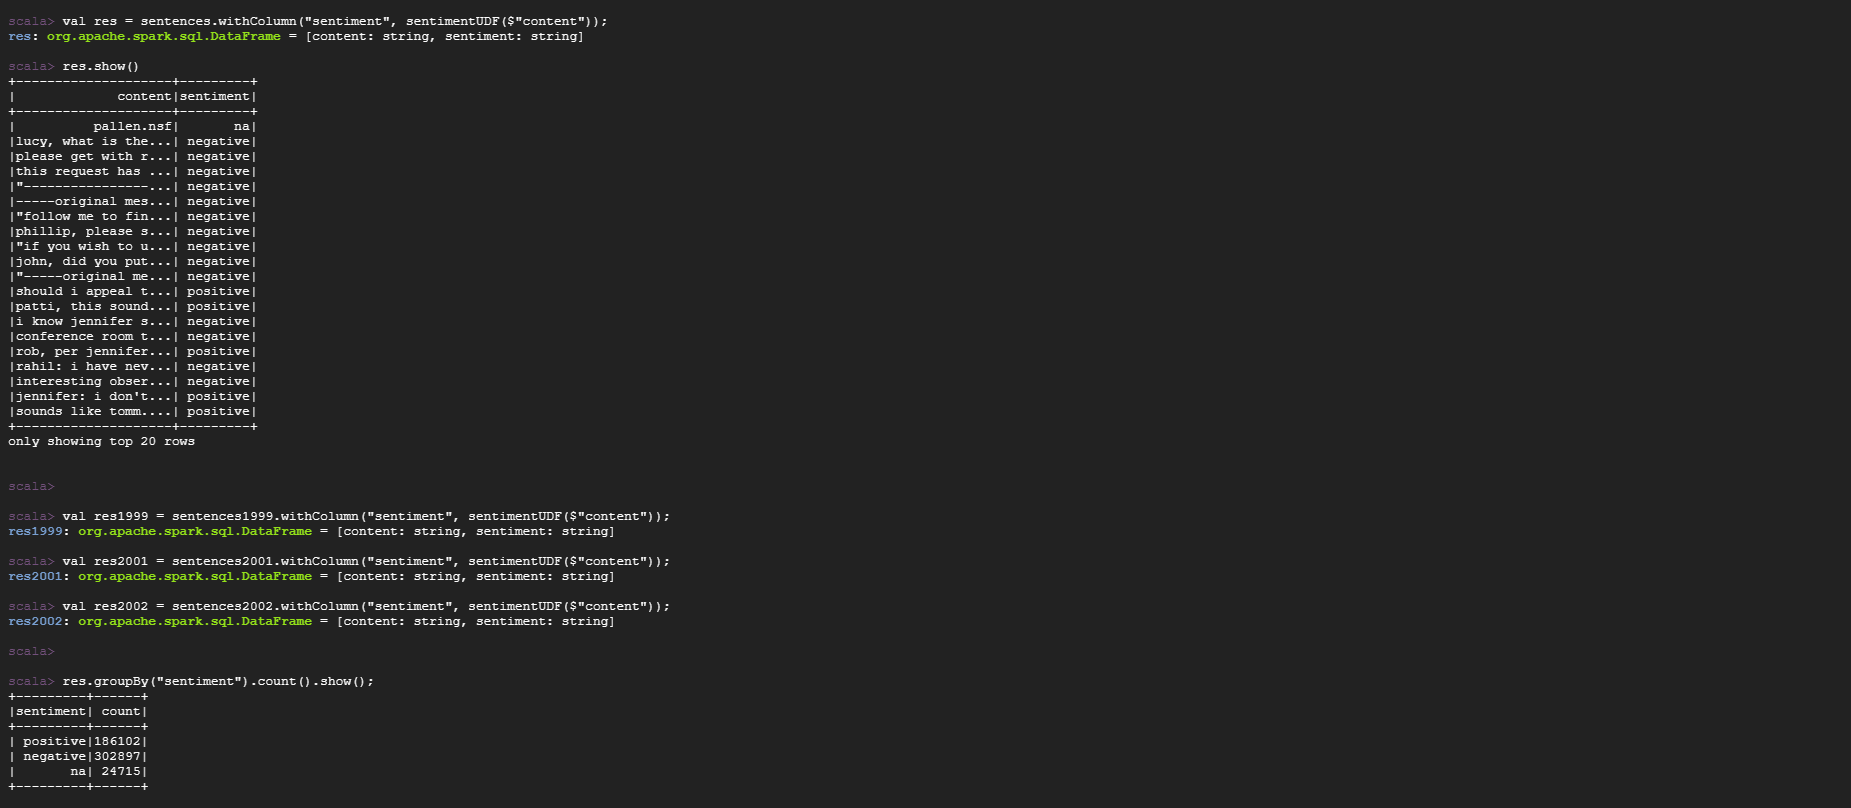 scala> val res = sentences.withColumn("sentiment", sentimentUDF($"content"));
res: org.apache.spark.sql.DataFrame = [content: string, sentiment: string]
scala> res.show()
+--------------------+---------+
|             content|sentiment|
+--------------------+---------+
|          pallen.nsf|       na|
|lucy, what is the...| negative|
|please get with r...| negative|
|this request has ...| negative|
|"----------------...| negative|
|-----original mes...| negative|
|"follow me to fin...| negative|
|phillip, please s...| negative|
|"if you wish to u...| negative|
|john, did you put...| negative|
|"-----original me...| negative|
|should i appeal t...| positive|
|patti, this sound...| positive|
|i know jennifer s...| negative|
|conference room t...| negative|
|rob, per jennifer...| positive|
|rahil: i have nev...| negative|
|interesting obser...| negative|
|jennifer: i don't...| positive|
|sounds like tomm....| positive|
+--------------------+---------+
only showing top 20 rows
scala>
scala> val res1999 = sentences1999.withColumn("sentiment", sentimentUDF($"content"));
res1999: org.apache.spark.sql.DataFrame = [content: string, sentiment: string]
scala> val res2001 = sentences2001.withColumn("sentiment", sentimentUDF($"content"));
res2001: org.apache.spark.sql.DataFrame = [content: string, sentiment: string]
scala> val res2002 = sentences2002.withColumn("sentiment", sentimentUDF($"content"));
res2002: org.apache.spark.sql.DataFrame = [content: string, sentiment: string]
scala>
scala> res.groupBy("sentiment").count().show();
+---------+------+
|sentiment| count|
+---------+------+
| positive|186102|
| negative|302897|
|       na| 24715|
+---------+------+